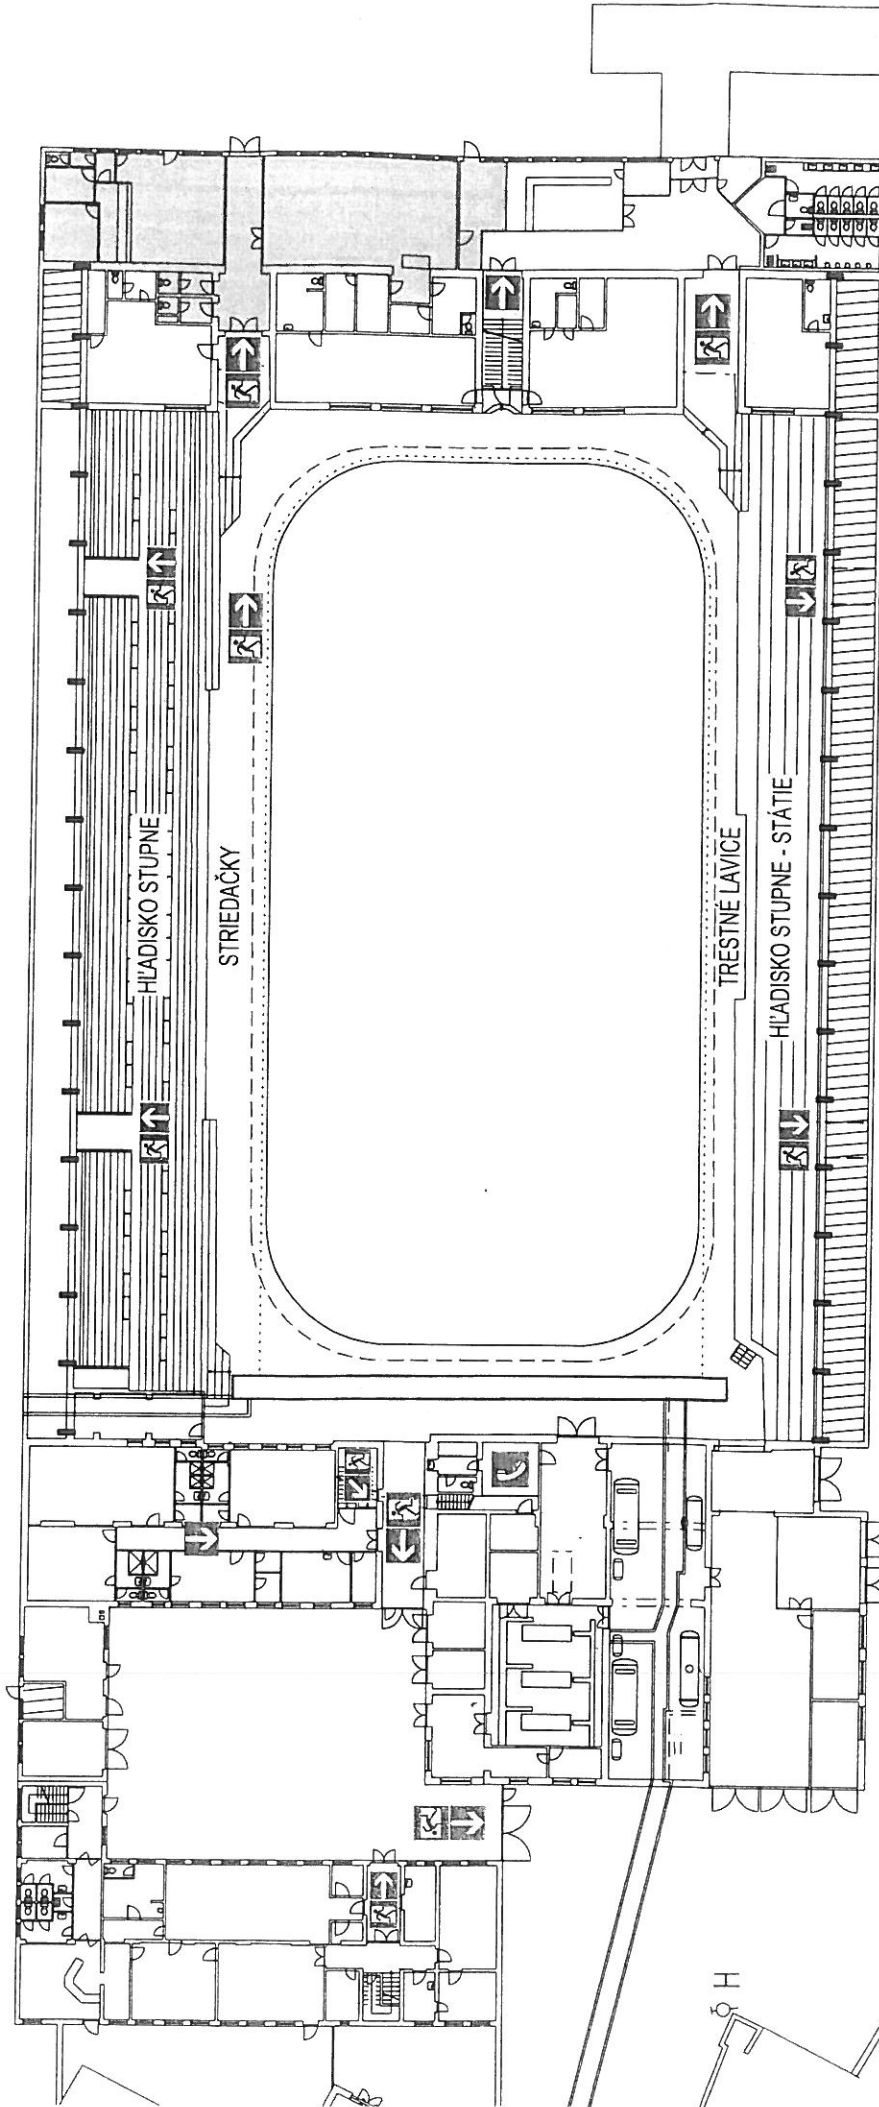 HĽADISKO STUPNE
STRIEDAČKY
TRESTNÉ LAVICE
HĽADISKO STUPNE - STÁTIE
H